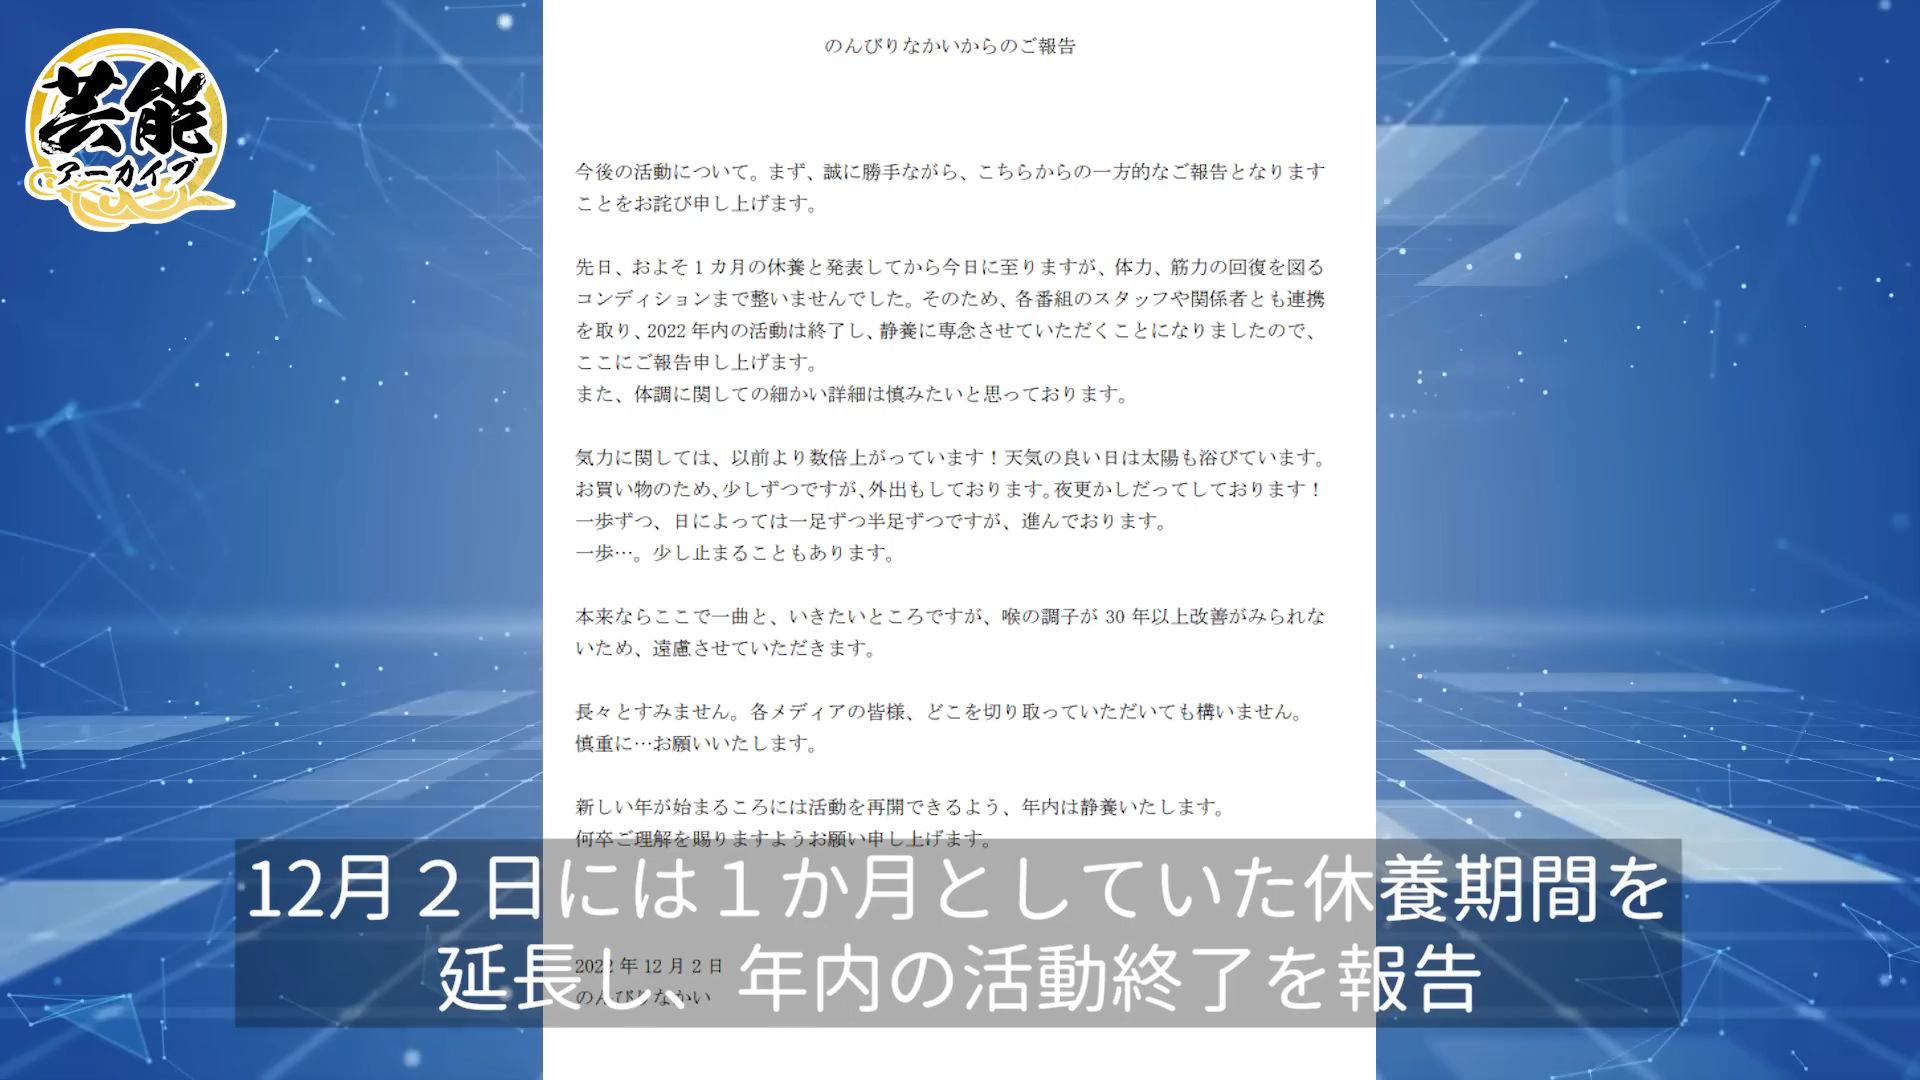 芸能
アーカイブ
のんびりなかいからのご報告
今後の活動について。まず、誠に勝手ながら、こちらからの一方的なご報告となります
ことをお詫び申し上げます。
先日、およそ1カ月の休養と発表してから今日に至りますが、体力、筋力の回復を図る
コンディションまで整いませんでした。そのため、各番組のスタッフや関係者とも連携
を取り、2022年内の活動は終了し、静養に専念させていただくことになりましたので、
ここにご報告申し上げます。
また、体調に関しての細かい詳細は慎みたいと思っております。
気力に関しては、以前より数倍上がっています！天気の良い日は太陽も浴びています。
お買い物のため、少しずつですが、外出もしております。夜更かしだってしております！
一歩ずつ、日によっては一足ずつ半足ずつですが、進んでおります。
一歩…。少し止まることもあります。
本来ならここで一曲と、いきたいところですが、喉の調子が30年以上改善がみられな
いため、遠慮させていただきます。
長々とすみません。各メディアの皆様、どこを切り取っていただいても構いません。
慎重に…お願いいたします。
新しい年が始まるころには活動を再開できるよう、年内は静養いたします。
何卒ご理解を賜りますようお願い申し上げます。
2022年12月2日
のんびりなかい
12月２日には１か月としていた休養期間を
延長し、年内の活動終了を報告